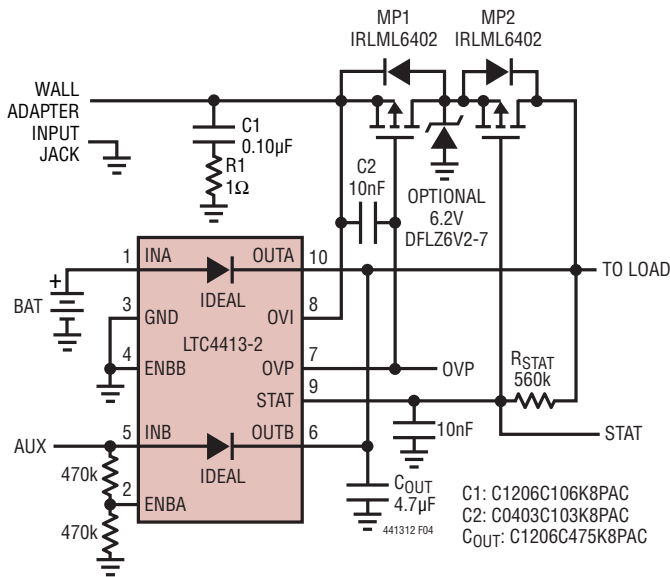 MP1
IRLML6402
MP2
IRLML6402
WALL
ADAPTER
INPUT
JACK
C1
0.10µF
R1
1Ω
C2
10nF
OPTIONAL
6.2V
DFLZ6V2-7
1
INA
IDEAL
OUTA
10
TO LOAD
+
BAT
3
GND
OVI
8
LTC4413-2
4
ENBB
OVP
7
OVP
RSTAT
560k
STAT
9
STAT
10nF
AUX
5
INB
IDEAL
OUTB
6
470k
2
ENBA
470k
COUT
4.7µF
441312 F04
C1: C1206C106K8PAC
C2: C0403C103K8PAC
COUT: C1206C475K8PAC